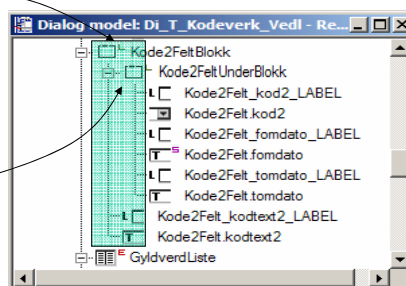 Dialog model: Di_T_Kodeverk_Vedl - Re...
Kode2FeltBlokk
Kode2FeltUnderBlokk
L Kode2Felt_kod2_LABEL
Kode2Felt.kod2
L Kode2Felt_fomdato_LABEL
T S Kode2Felt.fomdato
L Kode2Felt_tomdato_LABEL
T Kode2Felt.tomdato
L Kode2Felt_kodtext2_LABEL
T Kode2Felt.kodtext2
E GyldverdListe